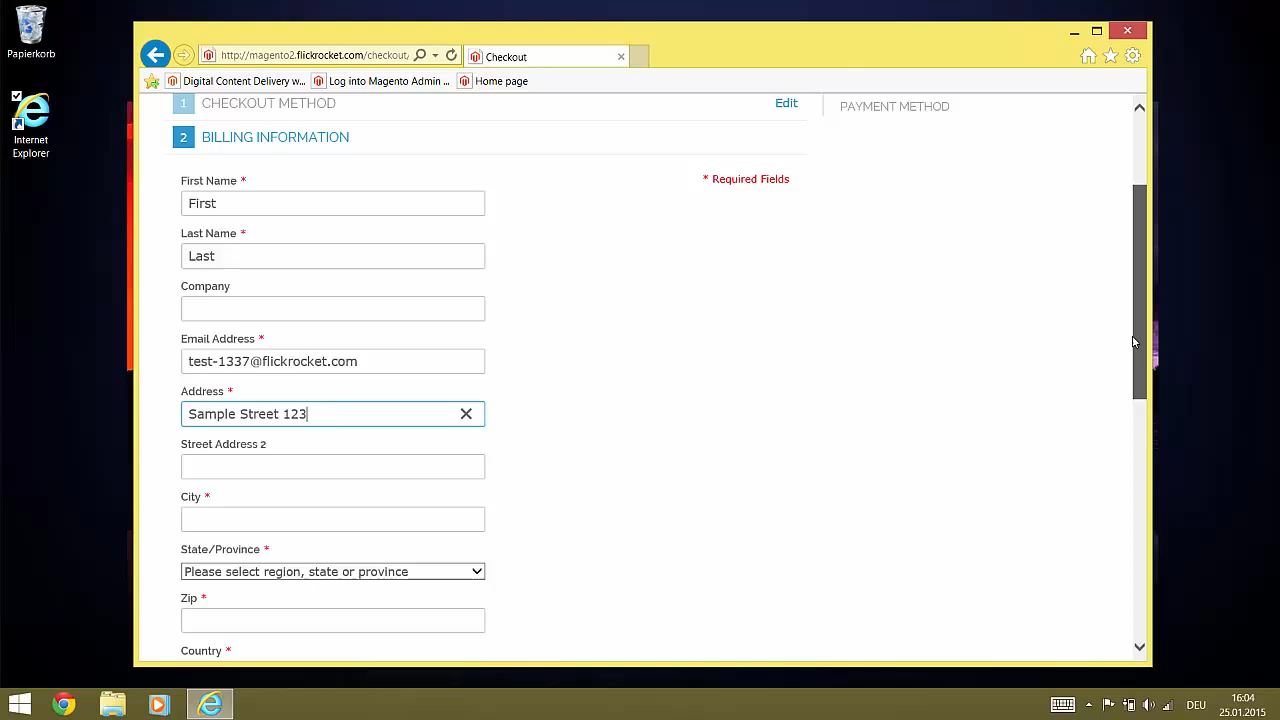 Papierkorb
Internet
Explorer
http://magento2.flickrocket.com/checkout,
Checkout
Digital Content Delivery w...
Log into Magento Admin ...
Home page
1 CHECKOUT METHOD
Edit
PAYMENT METHOD
2 BILLING INFORMATION
First Name *
* Required Fields
First
Last Name *
Last
Company
Email Address *
test-1337@flickrocket.com
Address *
Sample Street 123
Street Address 2
City *
State/Province *
Please select region, state or province
Zip *
Country *
DEU
16:04
25.01.2015